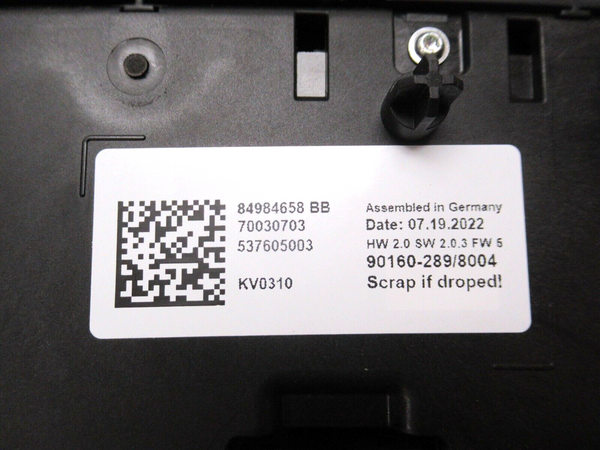 84984658 BB
70030703
537605003
KV0310
Assembled in Germany
Date: 07.19.2022
HW 2.0 SW 2.0.3 FW 5
90160-289/8004
Scrap if droped!